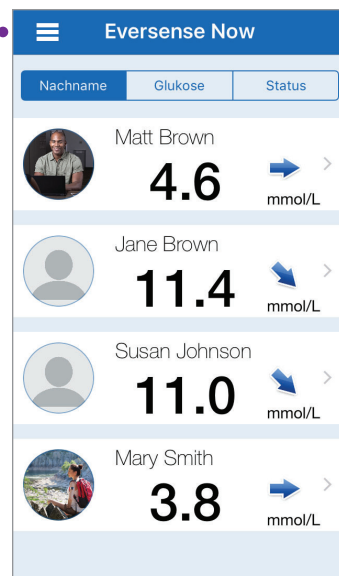 Eversense Now
Nachname Glukose Status
Matt Brown
4.6
mmol/L
Jane Brown
11.4
mmol/L
Susan Johnson
11.0
mmol/L
Mary Smith
3.8
mmol/L